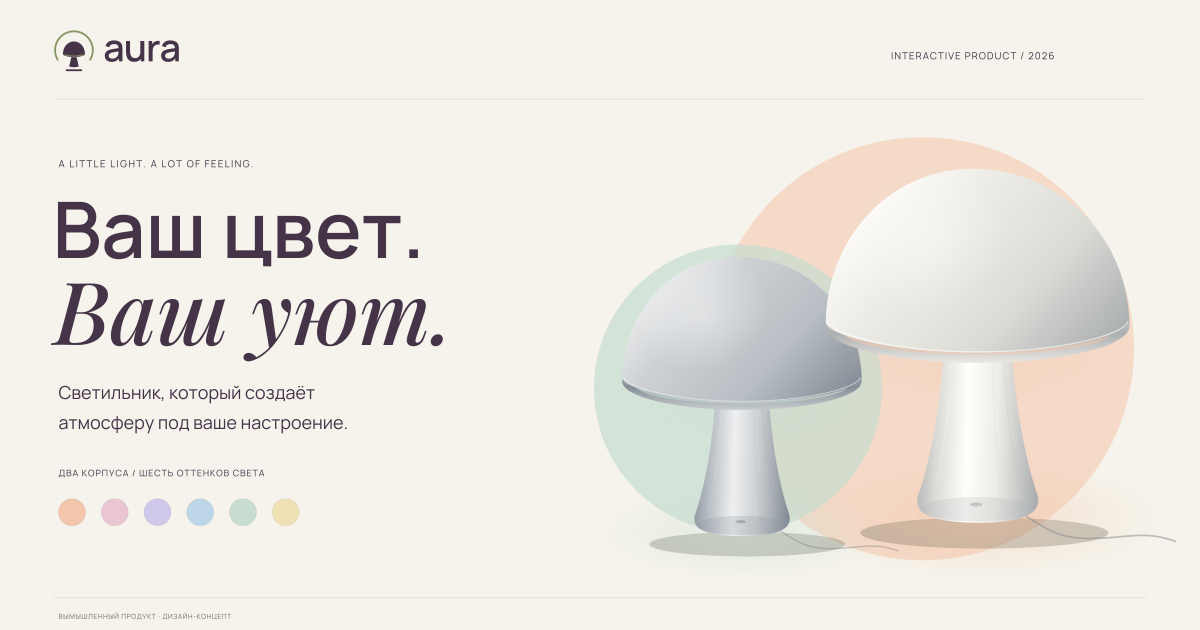 aura
INTERACTIVE PRODUCT / 2026
A LITTLE LIGHT. A LOT OF FEELING.
Ваш цвет.
Ваш уют.
Светильник, который создаёт
атмосферу под ваше настроение.
ДВА КОРПУСА / ШЕСТЬ ОТТЕНКОВ СВЕТА
ВЫМЫШЛЕННЫЙ ПРОДУКТ · ДИЗАЙН-КОНЦЕПТ